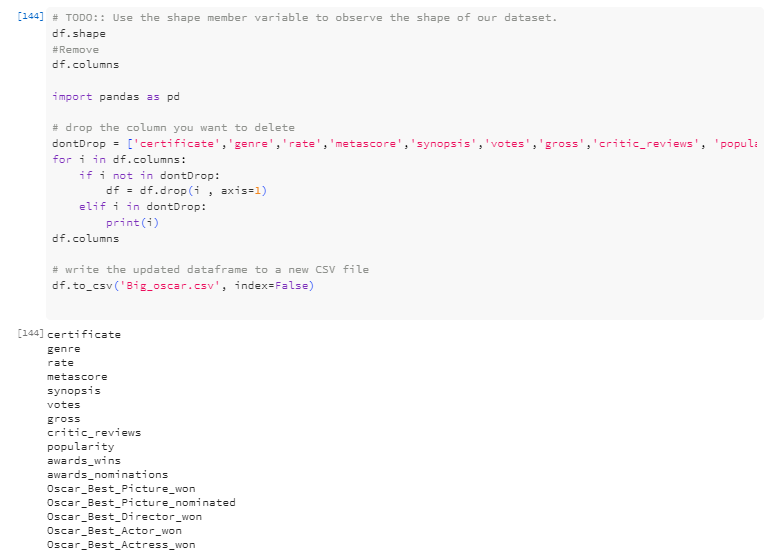 [144] # TODO:: Use the shape member variable to observe the shape of our dataset.
df.shape
#Remove
df.columns

import pandas as pd

# drop the column you want to delete
dontDrop = ['certificate','genre','rate','metascore','synopsis','votes','gross','critic_reviews', 'popula
for i in df.columns:
    if i not in dontDrop:
        df = df.drop(i , axis=1)
    elif i in dontDrop:
        print(i)
df.columns

# write the updated dataframe to a new CSV file
df.to_csv('Big_oscar.csv', index=False)

[144] certificate
genre
rate
metascore
synopsis
votes
gross
critic_reviews
popularity
awards_wins
awards_nominations
Oscar_Best_Picture_won
Oscar_Best_Picture_nominated
Oscar_Best_Director_won
Oscar_Best_Actor_won
Oscar_Best_Actress_won